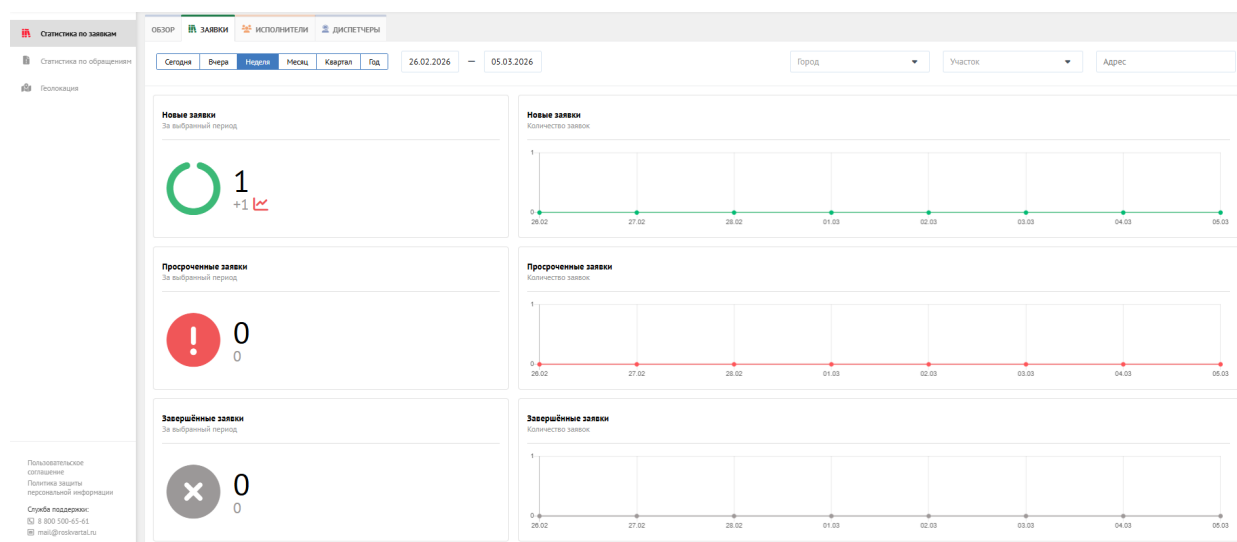 Статистика по заявкам
Статистика по обращениям
Геолокация
ОБЗОР ЗАЯВКИ ИСПОЛНИТЕЛИ ДИСПЕТЧЕРЫ
Сегодня Вчера Неделя Месяц Квартал Год 26.02.2026 — 05.03.2026 Город Участок Адрес
Новые заявки
За выбранный период
1
+1
Новые заявки
Количество заявок
1
0
26.02 27.02 28.02 01.03 02.03 03.03 04.03 05.03
Просроченные заявки
За выбранный период
0
0
Просроченные заявки
Количество заявок
1
0
26.02 27.02 28.02 01.03 02.03 03.03 04.03 05.03
Завершённые заявки
За выбранный период
0
0
Завершённые заявки
Количество заявок
1
0
26.02 27.02 28.02 01.03 02.03 03.03 04.03 05.03
Пользовательское
соглашение
Политика защиты
персональной информации
Служба поддержки:
8 800 500-65-61
mail@roskvartal.ru